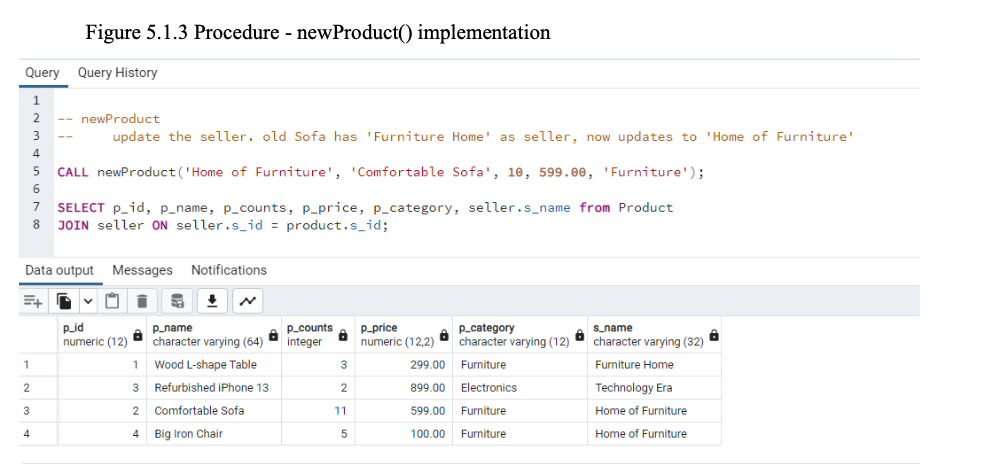 Figure 5.1.3 Procedure - newProduct() implementation
Query Query History
1
2 -- newProduct
3 -- update the seller. old Sofa has 'Furniture Home' as seller, now updates to 'Home of Furniture'
4
5 CALL newProduct('Home of Furniture', 'Comfortable Sofa', 10, 599.00, 'Furniture');
6
7 SELECT p_id, p_name, p_counts, p_price, p_category, seller.s_name from Product
8 JOIN seller ON seller.s_id = product.s_id;
Data output Messages Notifications
p_id p_name p_counts p_price p_category s_name
numeric (12) character varying (64) integer numeric (12,2) character varying (12) character varying (32)
1 1 Wood L-shape Table 3 299.00 Furniture Furniture Home
2 3 Refurbished iPhone 13 2 899.00 Electronics Technology Era
3 2 Comfortable Sofa 11 599.00 Furniture Home of Furniture
4 4 Big Iron Chair 5 100.00 Furniture Home of Furniture